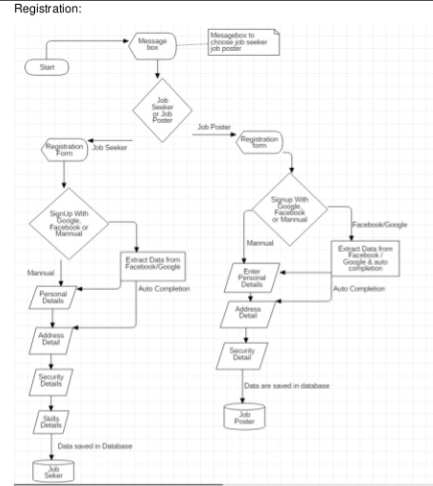 Registration:
Message
box
Mesagebox to
choose job seeker
job poster
Start
Job
Seeker
or Job
Poster
Job Poster
Registration
Form
Job Seeker
Registration
form
SignUp With
Google,
Facebook or
Mannual
Signup With
Google,
Facebook
or Mannual
Facebook/Google
Extract Data from
Facebook/Google
Mannual
Extract Data from
Facebook /
Google & auto
completion
Mannual
Enter
Personal
Details
Personal
Details
Auto Completion
Auto Completion
Address
Detail
Address
Detail
Security
Detail
Security
Details
Data are saved in database
Skills
Details
Job
Poster
Data saved in Database
Job
Seker